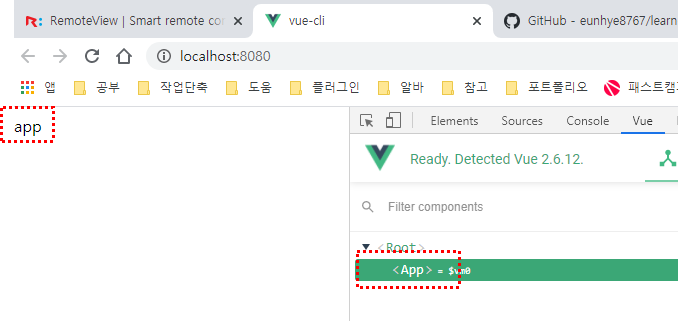 RemoteView | Smart remote co
vue-cli
GitHub - eunhye8767/learn
localhost:8080
앱 공부 작업단축 도움 플러그인 알바 참고 포트폴리오 패스트캠
app
Elements Sources Console Vue
Ready. Detected Vue 2.6.12.
Filter components
<Root>
<App> = $vm0